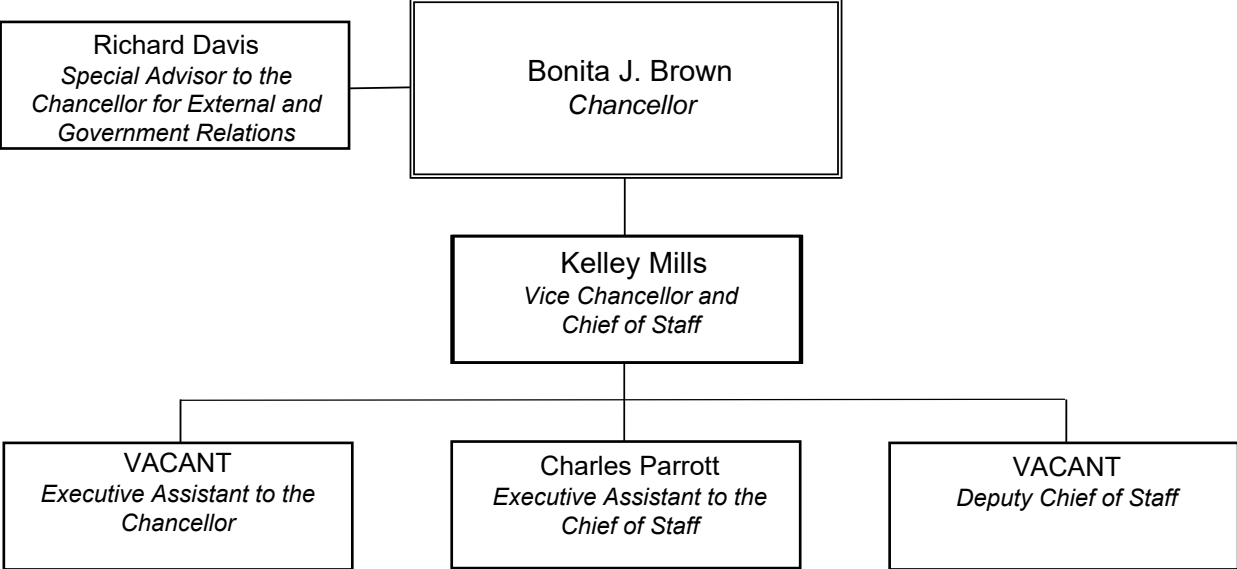 Richard Davis
Special Advisor to the
Chancellor for External and
Government Relations
Bonita J. Brown
Chancellor
Kelley Mills
Vice Chancellor and
Chief of Staff
VACANT
Executive Assistant to the
Chancellor
Charles Parrott
Executive Assistant to the
Chief of Staff
VACANT
Deputy Chief of Staff